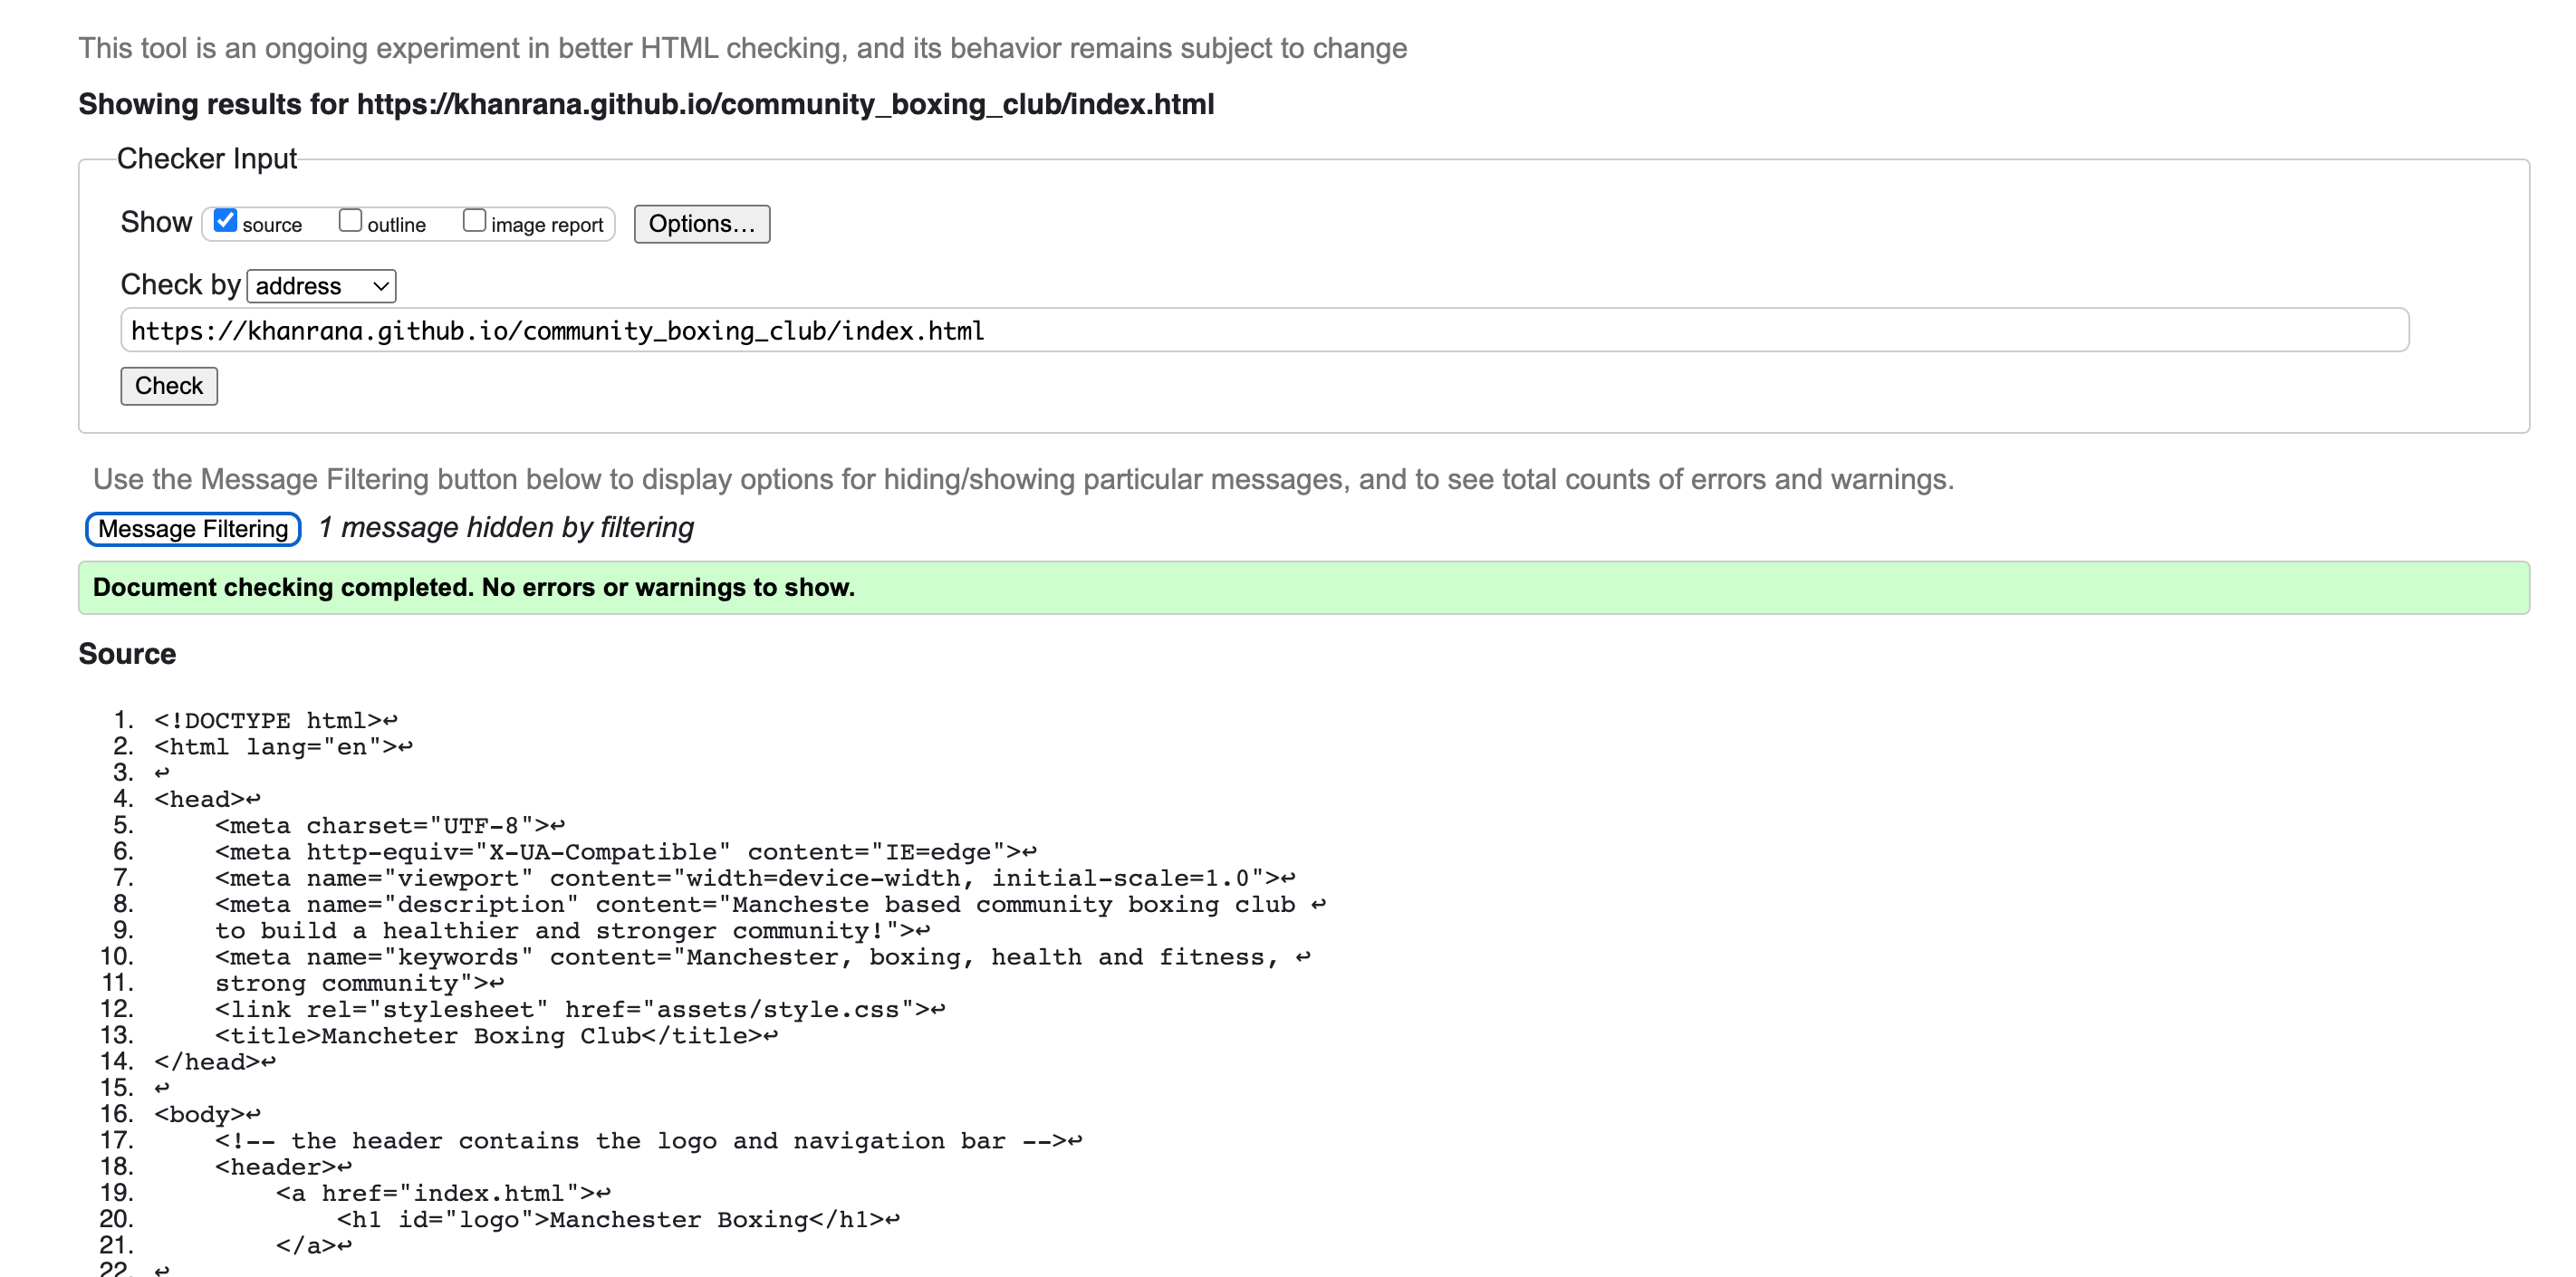 This tool is an ongoing experiment in better HTML checking, and its behavior remains subject to change
Showing results for https://khanrana.github.io/community_boxing_club/index.html
Checker Input
Show source outline image report Options...
Check by address
https://khanrana.github.io/community_boxing_club/index.html
Check
Use the Message Filtering button below to display options for hiding/showing particular messages, and to see total counts of errors and warnings.
Message Filtering 1 message hidden by filtering
Document checking completed. No errors or warnings to show.
Source
1. <!DOCTYPE html>↩
2. <html lang="en">↩
3. ↩
4. <head>↩
5.     <meta charset="UTF-8">↩
6.     <meta http-equiv="X-UA-Compatible" content="IE=edge">↩
7.     <meta name="viewport" content="width=device-width, initial-scale=1.0">↩
8.     <meta name="description" content="Mancheste based community boxing club ↩
9.     to build a healthier and stronger community!">↩
10.     <meta name="keywords" content="Manchester, boxing, health and fitness, ↩
11.     strong community">↩
12.     <link rel="stylesheet" href="assets/style.css">↩
13.     <title>Mancheter Boxing Club</title>↩
14. </head>↩
15. ↩
16. <body>↩
17.     <!-- the header contains the logo and navigation bar -->↩
18.     <header>↩
19.         <a href="index.html">↩
20.             <h1 id="logo">Manchester Boxing</h1>↩
21.         </a>↩
22. ↩